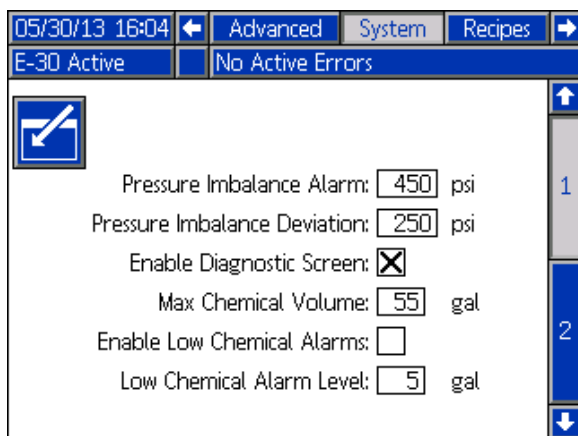 05/30/13 16:04 Advanced System Recipes
E-30 Active No Active Errors
Pressure Imbalance Alarm: 450 psi
1
Pressure Imbalance Deviation: 250 psi
Enable Diagnostic Screen:
Max Chemical Volume: 55 gal
2
Enable Low Chemical Alarms:
Low Chemical Alarm Level: 5 gal